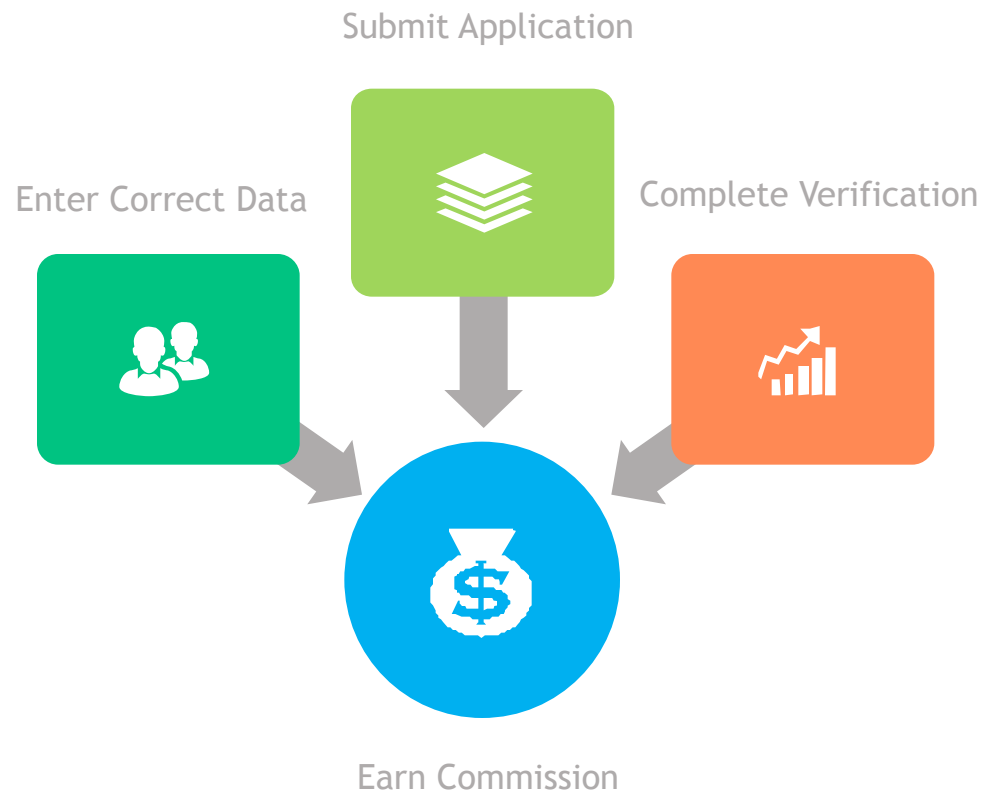 Submit Application
Enter Correct Data
Complete Verification
$
Earn Commission